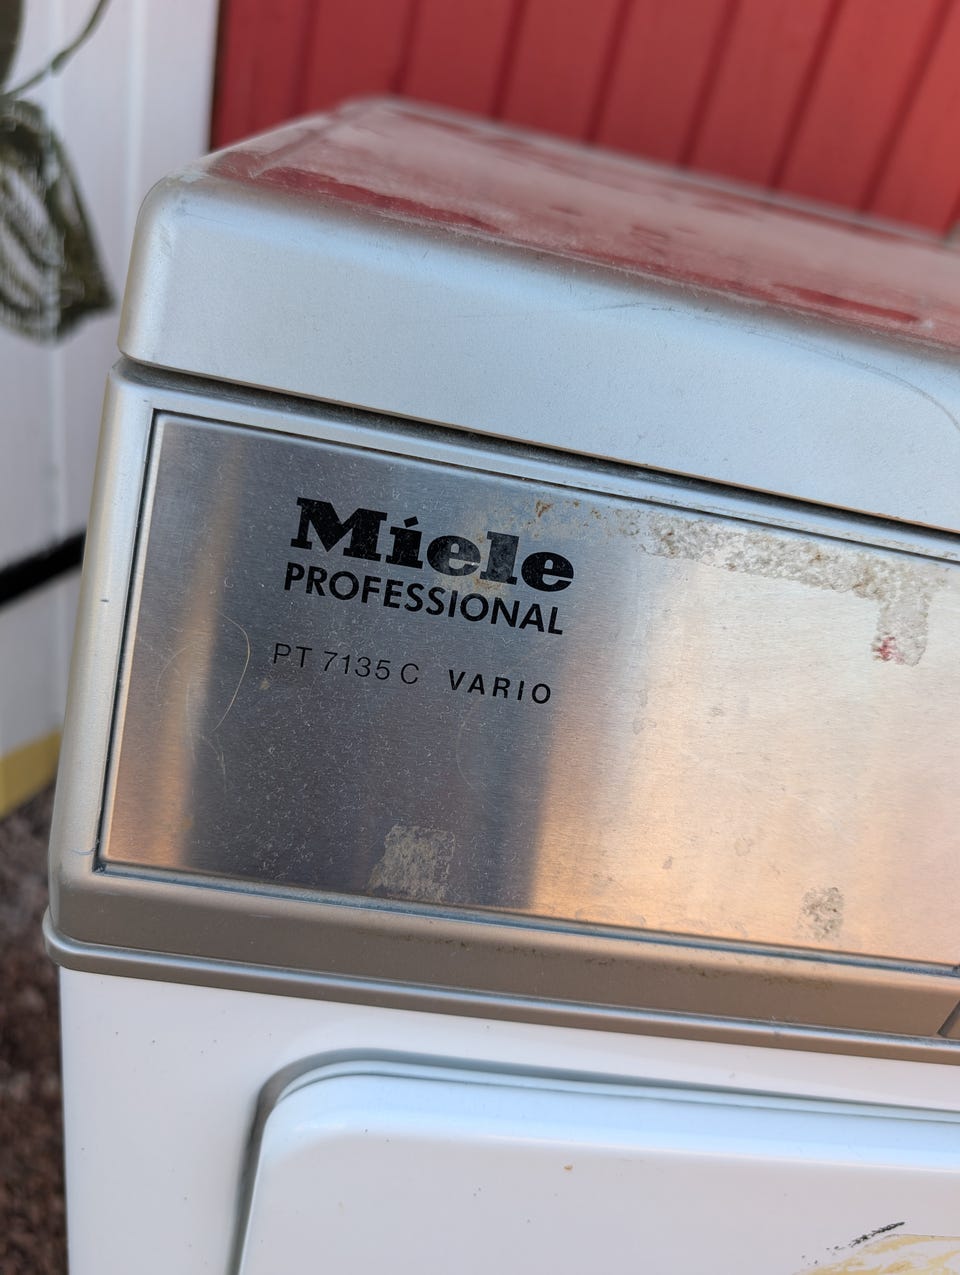 Miele
PROFESSIONAL
PT 7135 C VARIO